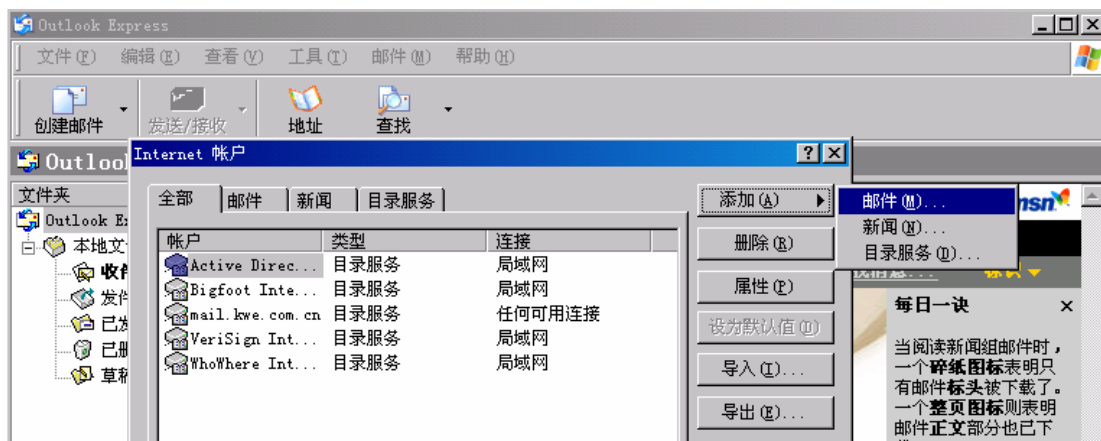 Outlook Express
文件(F) 编辑(E) 查看(V) 工具(T) 邮件(M) 帮助(H)
创建邮件 发送/接收 地址 查找
Outloo
Internet 帐户
文件夹
Outlook E
本地文
收件
发件
已发
已删
草稿
全部 邮件 新闻 目录服务
帐户 类型 连接
Active Direc... 目录服务 局域网
Bigfoot Inte... 目录服务 局域网
mail.kwe.com.cn 目录服务 任何可用连接
VeriSign Int... 目录服务 局域网
WhoWhere Int... 目录服务 局域网
添加(A)
删除(R)
属性(P)
设为默认值(D)
导入(I)...
导出(E)...
邮件(M)...
新闻(N)...
目录服务(D)...
msn
每日一诀 ×
当阅读新闻组邮件时，
一个碎纸图标表明只
有邮件标头被下载了。
一个整页图标则表明
邮件正文部分也已下